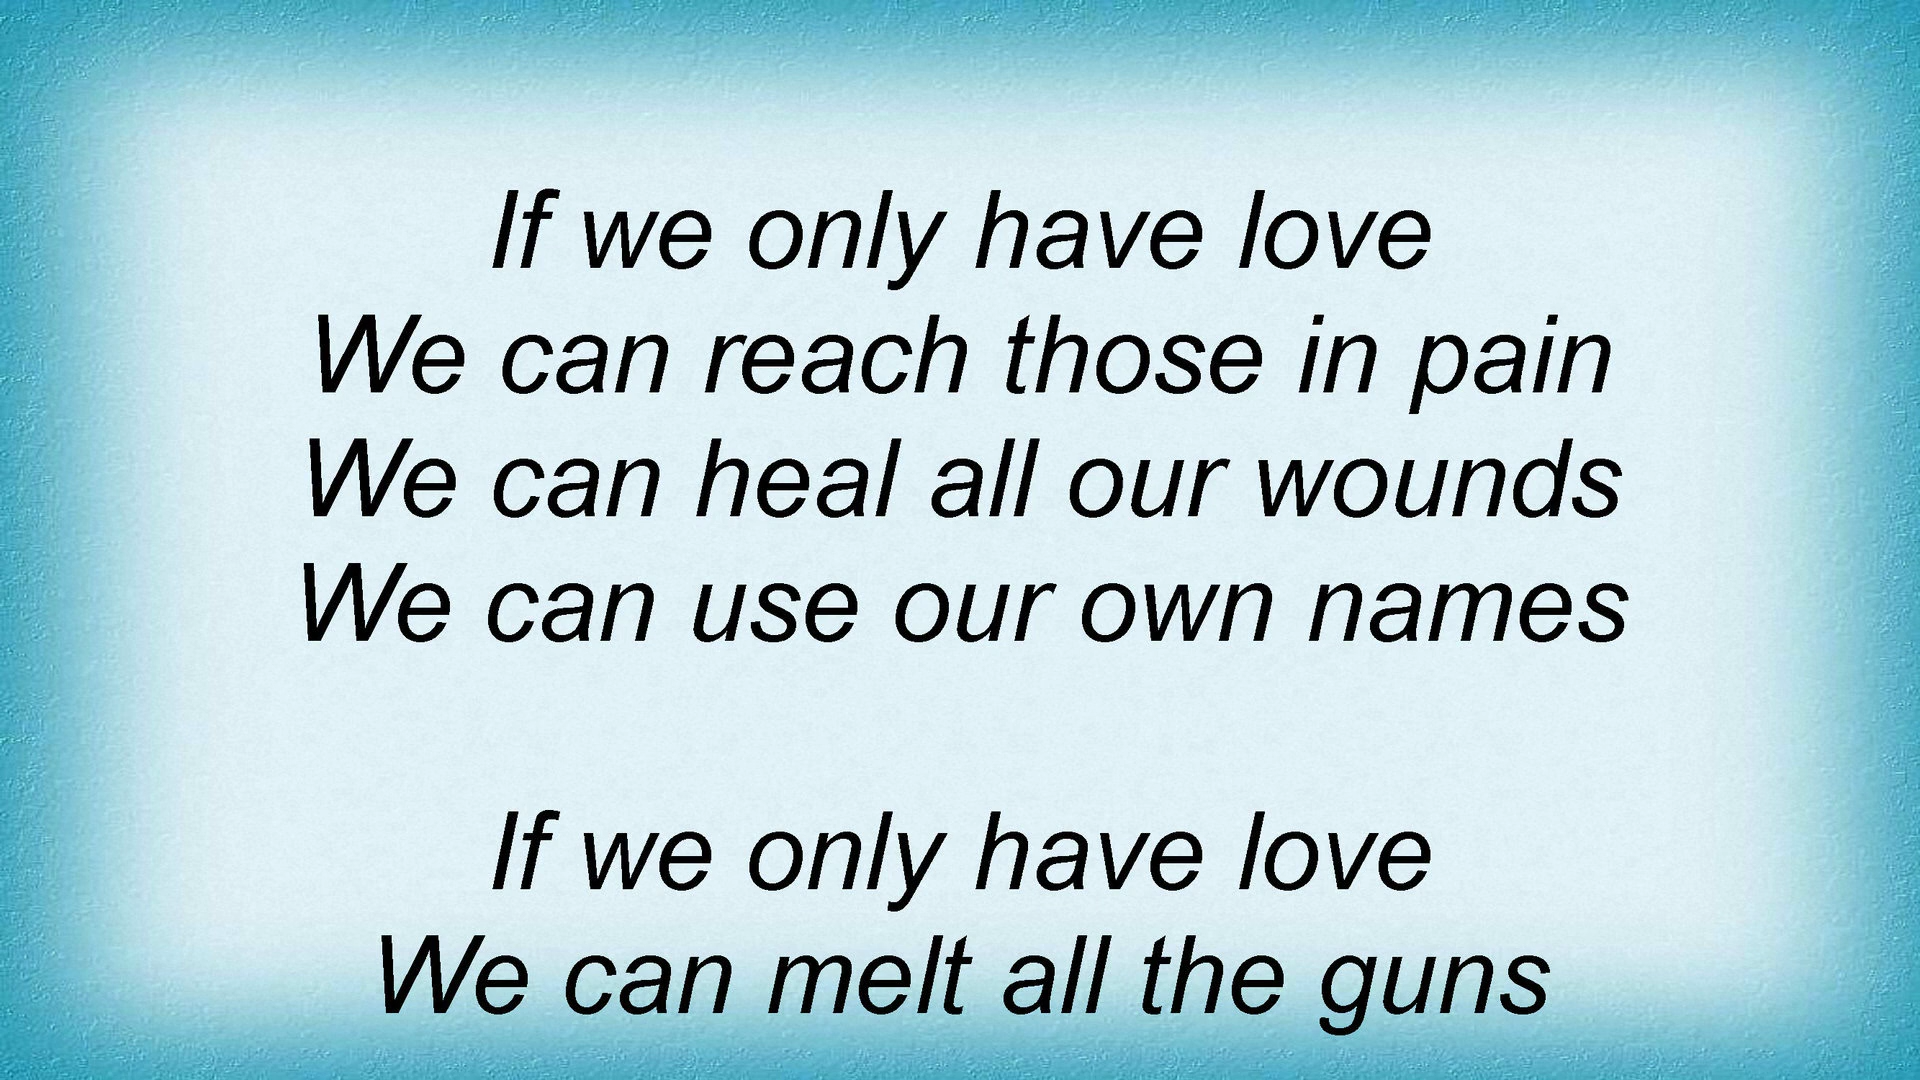 If we only have love
We can reach those in pain
We can heal all our wounds
We can use our own names
If we only have love
We can melt all the guns